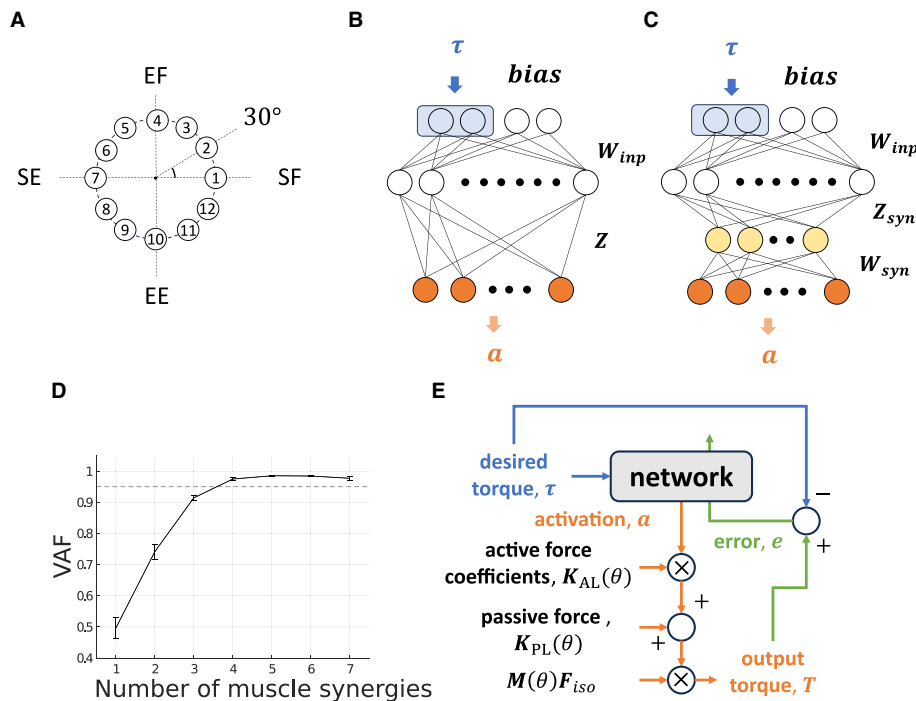 A
EF
30°
SE
SF
EE
1
2
3
4
5
6
7
8
9
10
11
12
B
τ
bias
W_inp
Z
a
C
τ
bias
W_inp
Z_syn
W_syn
a
D
VAF
1
0.9
0.8
0.7
0.6
0.5
0.4
1 2 3 4 5 6 7
Number of muscle synergies
E
desired
torque, τ
network
−
+
activation, a
error, e
active force
coefficients, K_AL(θ)
×
+
passive force ,
K_PL(θ)
+
M(θ)F_iso
×
output
torque, T